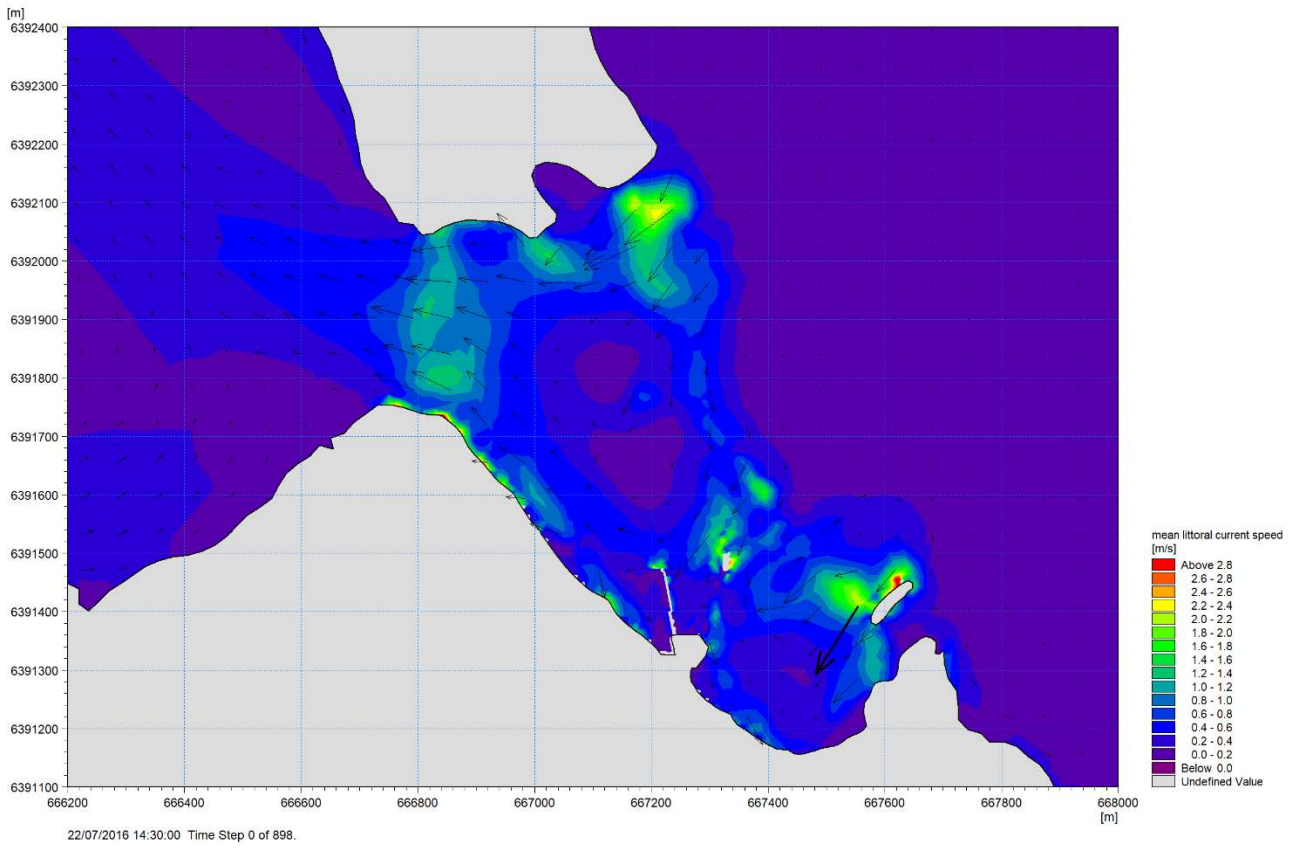 [m]
6392400
6392300
6392200
6392100
6392000
6391900
6391800
6391700
6391600
6391500
6391400
6391300
6391200
6391100
666200 666400 666600 666800 667000 667200 667400 667600 667800 668000
[m]
22/07/2016 14:30:00 Time Step 0 of 898.
mean littoral current speed
[m/s]
Above 2.8
2.6 - 2.8
2.4 - 2.6
2.2 - 2.4
2.0 - 2.2
1.8 - 2.0
1.6 - 1.8
1.4 - 1.6
1.2 - 1.4
1.0 - 1.2
0.8 - 1.0
0.6 - 0.8
0.4 - 0.6
0.2 - 0.4
0.0 - 0.2
Below 0.0
Undefined Value